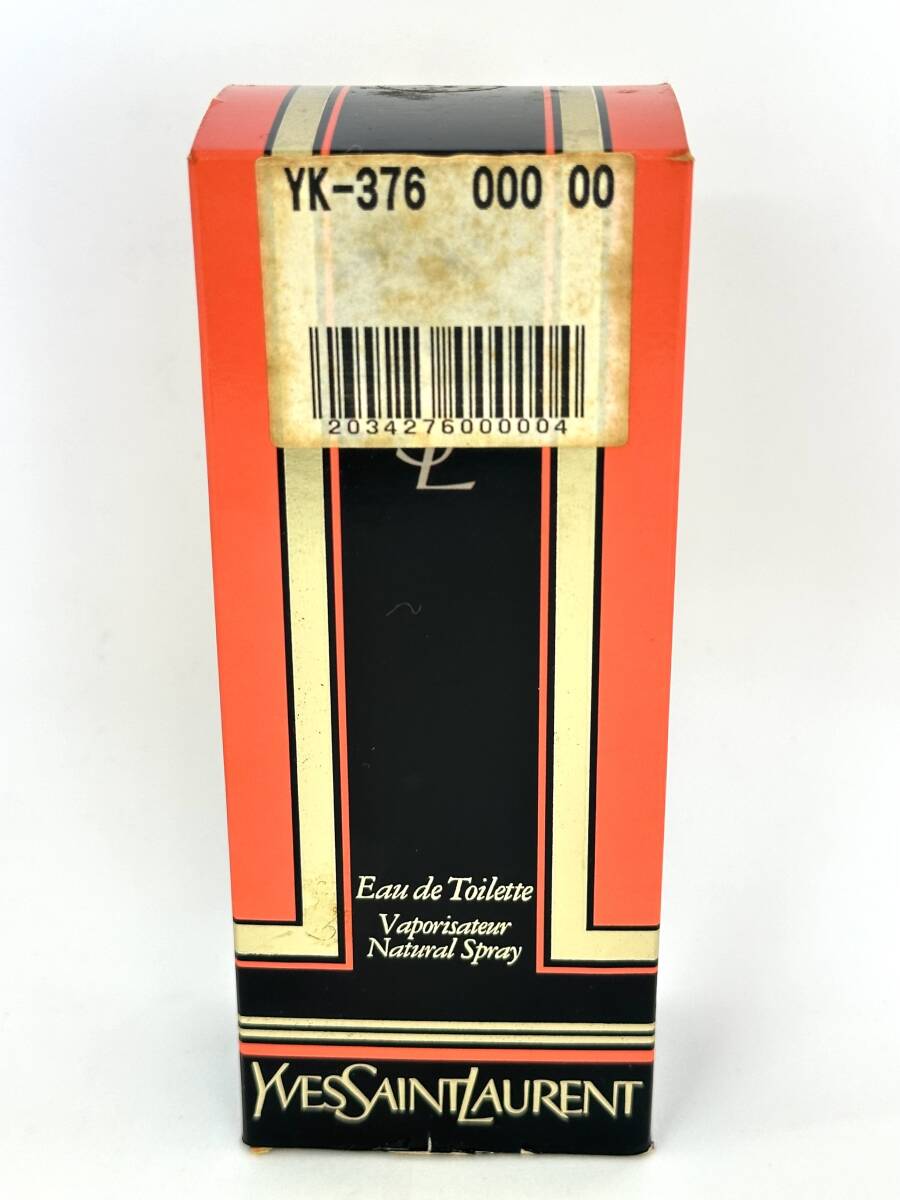 YK-376 000 00
2034276000004
Eau de Toilette
Vaporisateur
Natural Spray
YVESSAINTLAURENT